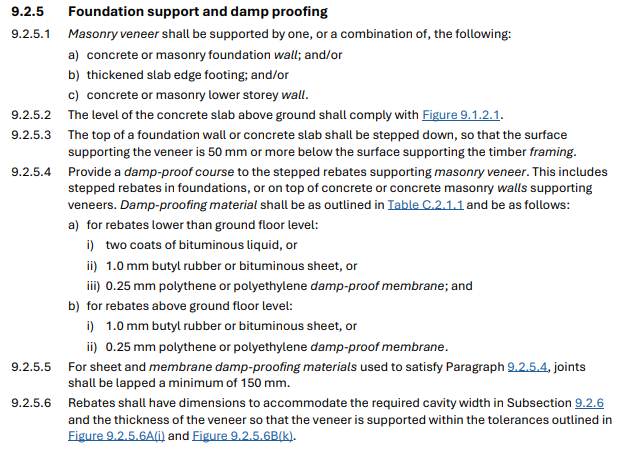 9.2.5 Foundation support and damp proofing
9.2.5.1 Masonry veneer shall be supported by one, or a combination of, the following:
a) concrete or masonry foundation wall; and/or
b) thickened slab edge footing; and/or
c) concrete or masonry lower storey wall.
9.2.5.2 The level of the concrete slab above ground shall comply with Figure 9.1.2.1.
9.2.5.3 The top of a foundation wall or concrete slab shall be stepped down, so that the surface
supporting the veneer is 50 mm or more below the surface supporting the timber framing.
9.2.5.4 Provide a damp-proof course to the stepped rebates supporting masonry veneer. This includes
stepped rebates in foundations, or on top of concrete or concrete masonry walls supporting
veneers. Damp-proofing material shall be as outlined in Table C.2.1.1 and be as follows:
a) for rebates lower than ground floor level:
i) two coats of bituminous liquid, or
ii) 1.0 mm butyl rubber or bituminous sheet, or
iii) 0.25 mm polythene or polyethylene damp-proof membrane; and
b) for rebates above ground floor level:
i) 1.0 mm butyl rubber or bituminous sheet, or
ii) 0.25 mm polythene or polyethylene damp-proof membrane.
9.2.5.5 For sheet and membrane damp-proofing materials used to satisfy Paragraph 9.2.5.4, joints
shall be lapped a minimum of 150 mm.
9.2.5.6 Rebates shall have dimensions to accommodate the required cavity width in Subsection 9.2.6
and the thickness of the veneer so that the veneer is supported within the tolerances outlined in
Figure 9.2.5.6A(i) and Figure 9.2.5.6B(k).